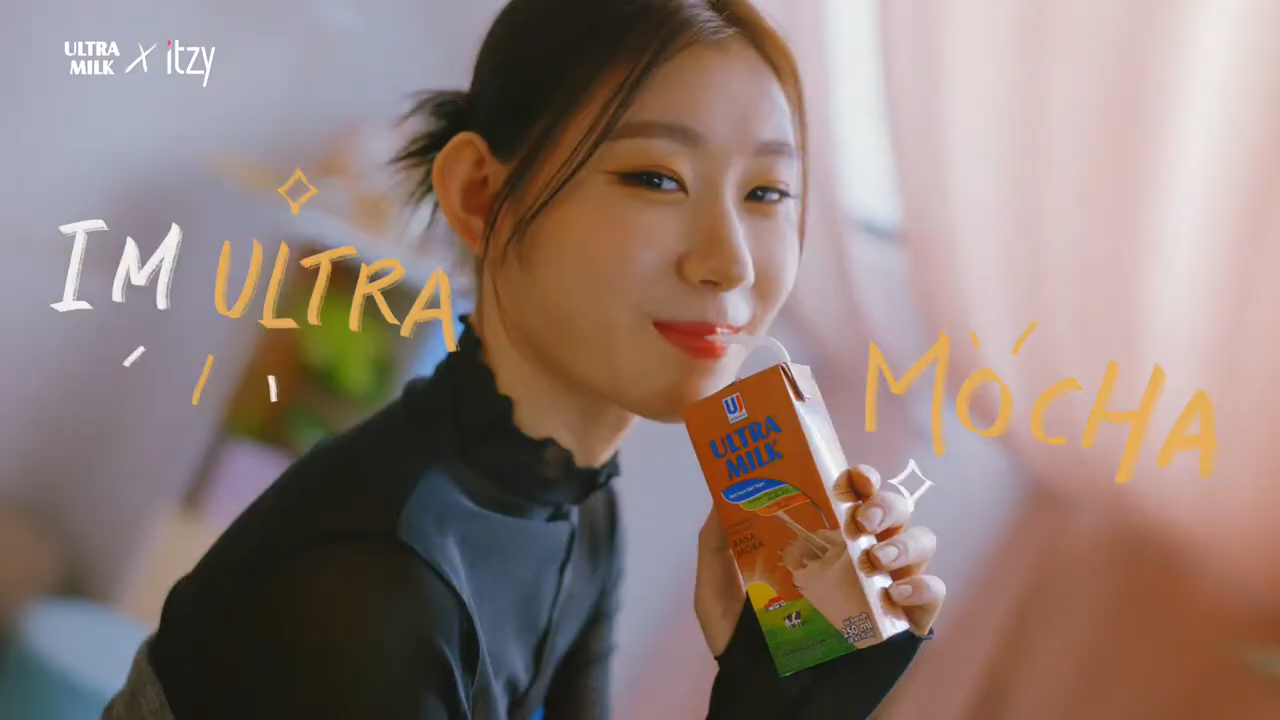 ULTRA
MILK X itzy
IM ULTRA
MOCHA
U
ULTRA
MILK
RASA
MOKA
250 ml